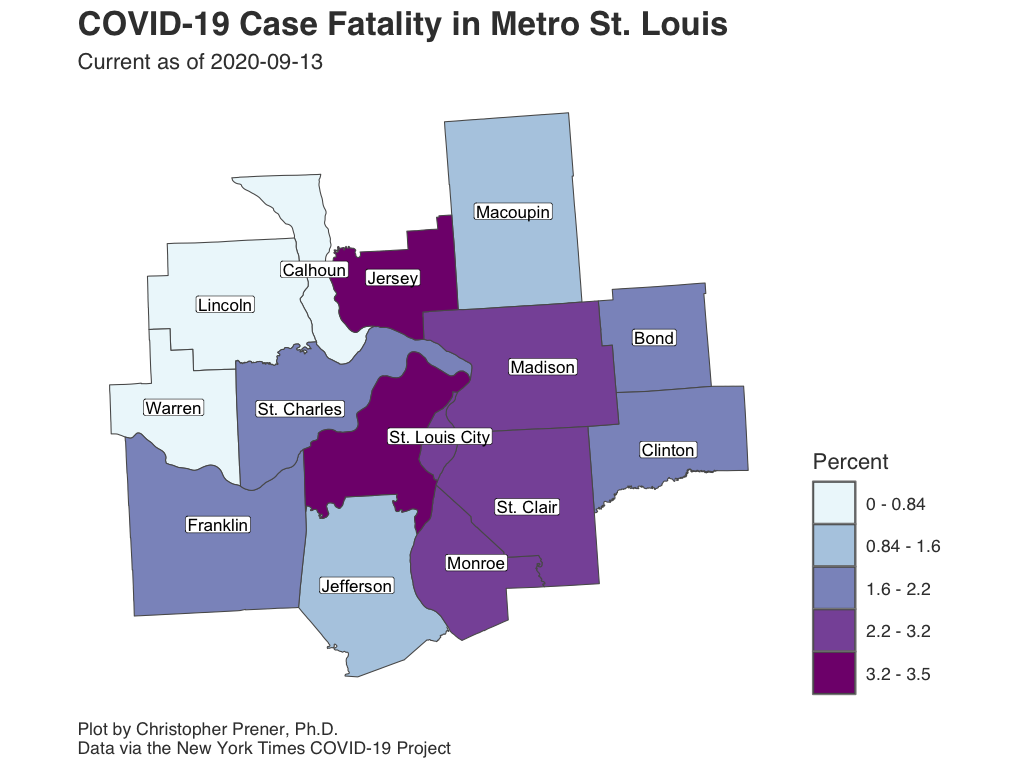 COVID-19 Case Fatality in Metro St. Louis
Current as of 2020-09-13
Macoupin
Calhoun
Jersey
Lincoln
Bond
Madison
Warren
St. Charles
St. Louis City
Clinton
St. Clair
Franklin
Monroe
Jefferson
Percent
0 - 0.84
0.84 - 1.6
1.6 - 2.2
2.2 - 3.2
3.2 - 3.5
Plot by Christopher Prener, Ph.D.
Data via the New York Times COVID-19 Project